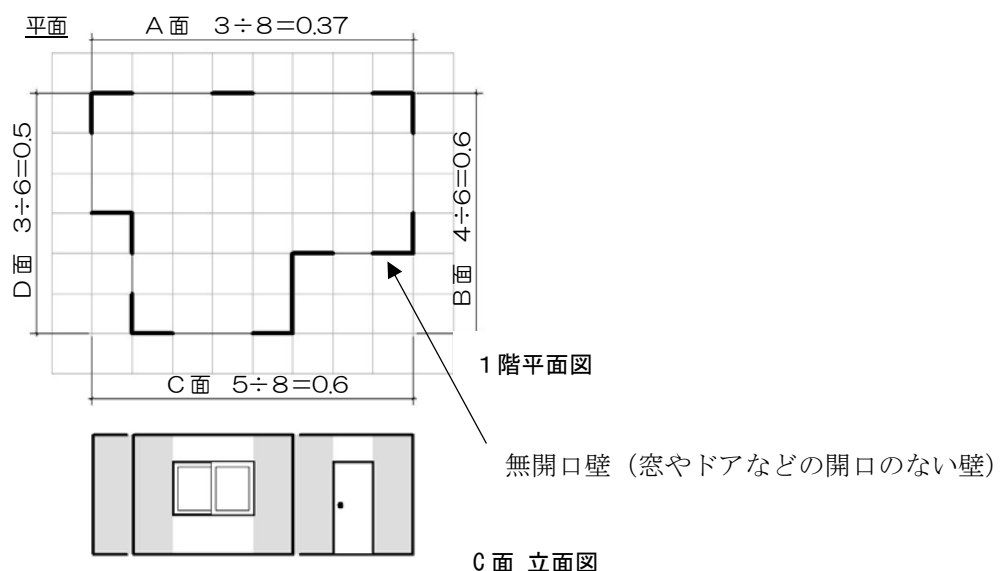 平面
A面 3÷8=0.37
D面 3÷6=0.5
B面 4÷6=0.6
1階平面図
C面 5÷8=0.6
無開口壁（窓やドアなどの開口のない壁）
C面 立面図